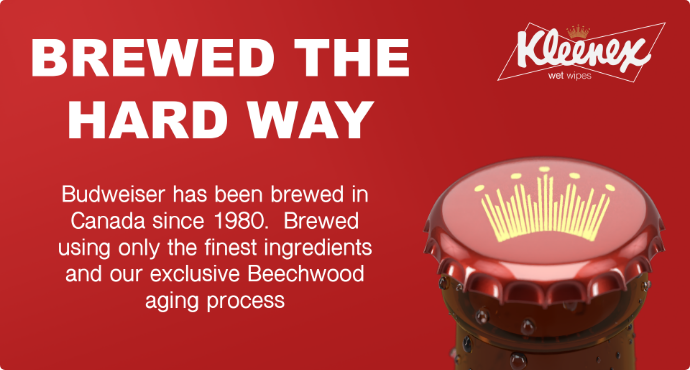 BREWED THE
HARD WAY
Kleenex
wet wipes
Budweiser has been brewed in
Canada since 1980.  Brewed
using only the finest ingredients
and our exclusive Beechwood
aging process